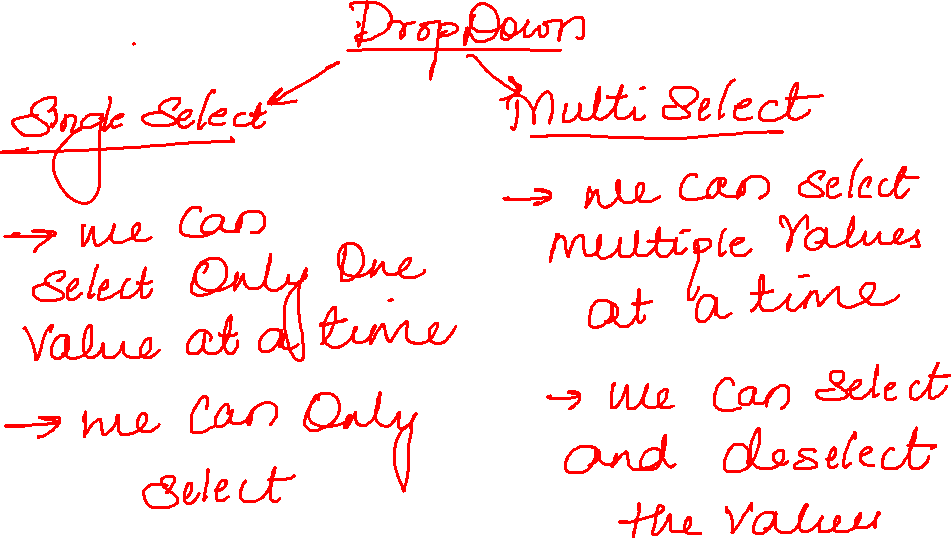 DropDown
Single Select
→ we can
select Only One
value at a time
→ we can Only
select
Multi Select
→ we can select
multiple values
at a time
→ we can select
and deselect
the values